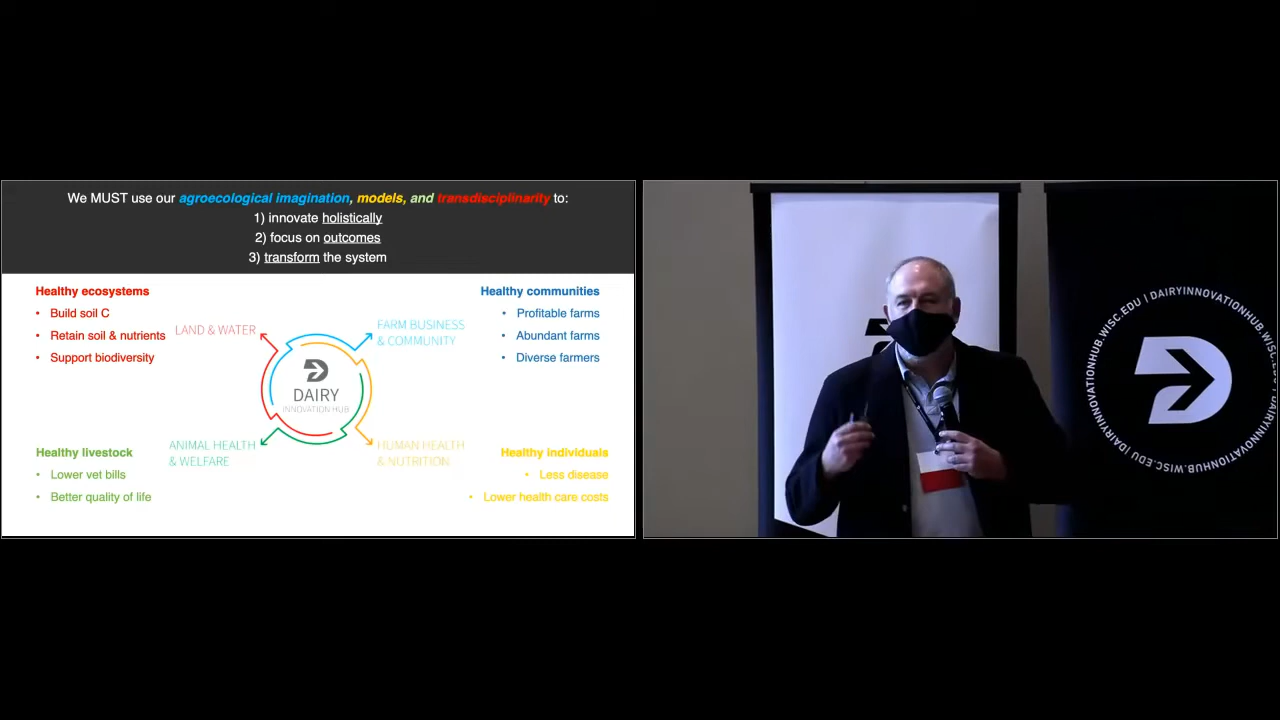 We MUST use our agroecological imagination, models, and transdisciplinarity to:
1) innovate holistically
2) focus on outcomes
3) transform the system
Healthy ecosystems
• Build soil C
• Retain soil & nutrients
• Support biodiversity
LAND & WATER
FARM BUSINESS
& COMMUNITY
Healthy communities
• Profitable farms
• Abundant farms
• Diverse farmers
DAIRY
INNOVATION HUB
ANIMAL HEALTH
& WELFARE
HUMAN HEALTH
& NUTRITION
Healthy livestock
• Lower vet bills
• Better quality of life
Healthy individuals
• Less disease
• Lower health care costs
DAIRYINNOVATIONHUB.WISC.EDU | DAIRYINNOVATIONHUB.WISC.EDU | DAIRYINNOVATIONHUB.WISC.EDU |